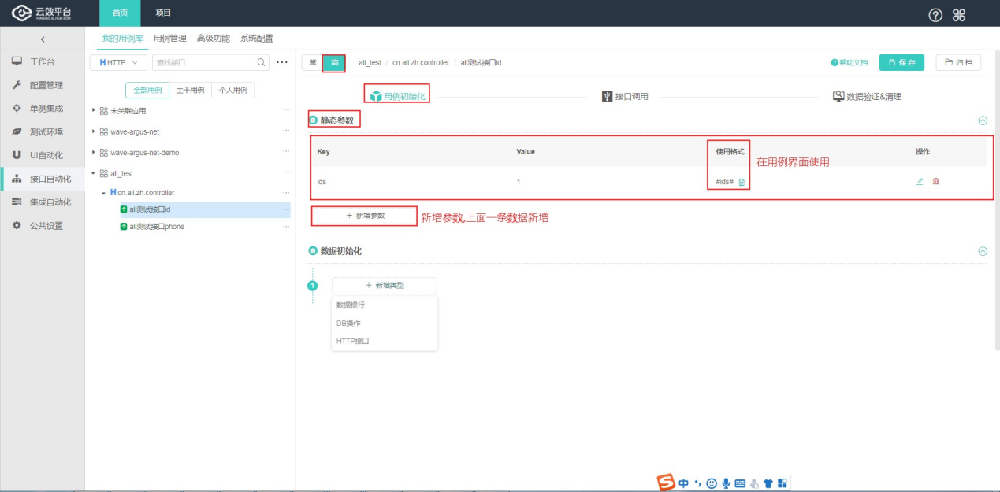 云效平台
YUNXIAO.ALIYUN.COM
首页
项目
我的用例库 用例管理 高级功能 系统配置
工作台
配置管理
单测集成
测试环境
UI自动化
接口自动化
集成自动化
公共设置
HTTP
查找接口
全部用例 主干用例 个人用例
未关联应用
wave-argus-net
wave-argus-net-demo
ali_test
H cn.ali.zh.controller
ali测试接口id
ali测试接口phone
常 高 ali_test / cn.ali.zh.controller / ali测试接口id
帮助文档 保存 归档
用例初始化 接口调用 数据验证&清理
静态参数
Key Value 使用格式 操作
在用例界面使用
ids 1 #ids#
+ 新增参数 新增参数,上面一条数据新增
数据初始化
1 + 新增类型
数据银行
DB操作
HTTP接口
中